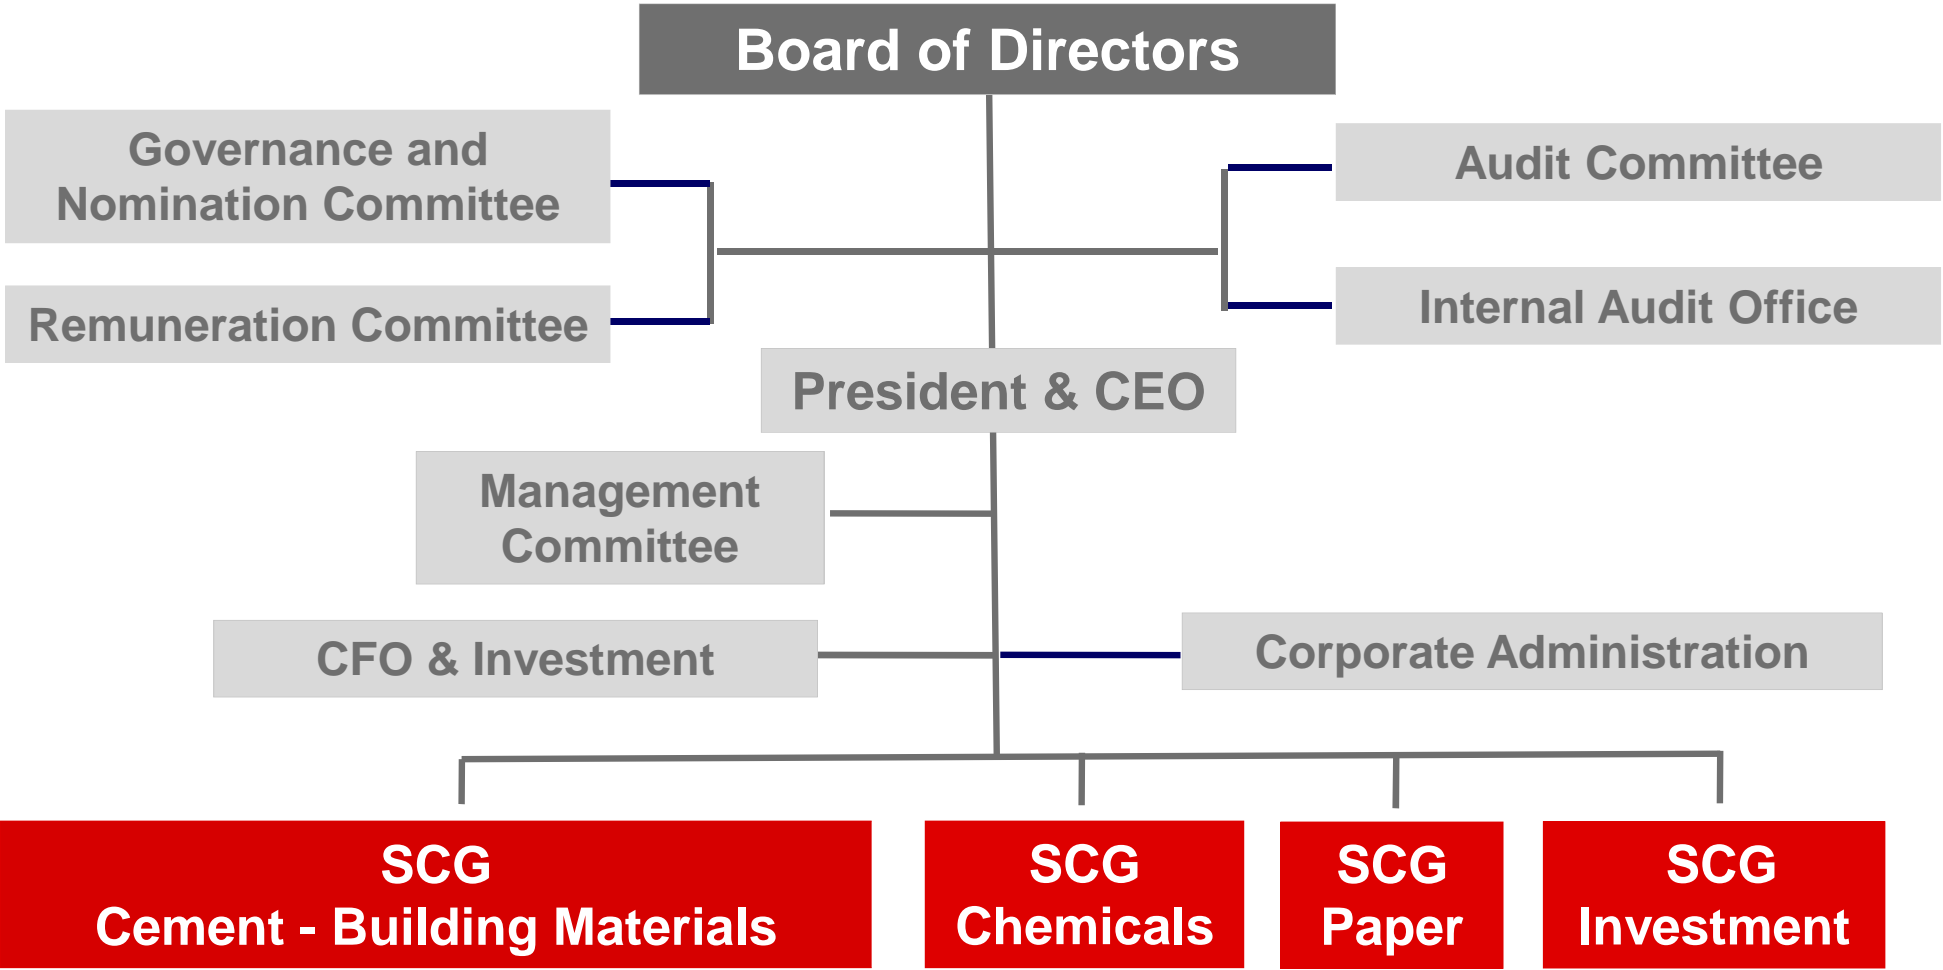 Board of Directors
Governance and
Nomination Committee
Audit Committee
Remuneration Committee
Internal Audit Office
President & CEO
Management
Committee
CFO & Investment
Corporate Administration
SCG
Cement - Building Materials
SCG
Chemicals
SCG
Paper
SCG
Investment